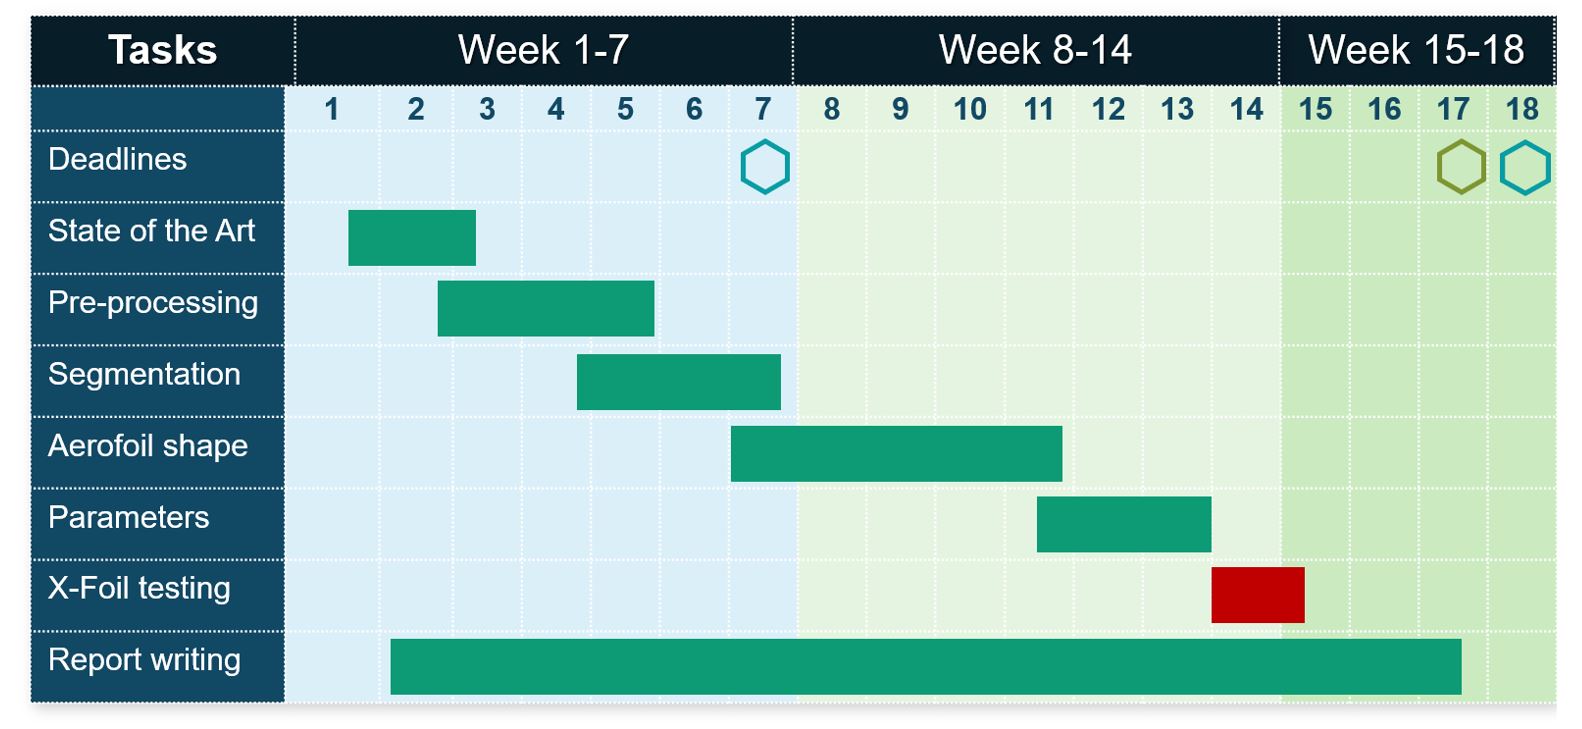 Tasks Week 1-7 Week 8-14 Week 15-18
1 2 3 4 5 6 7 8 9 10 11 12 13 14 15 16 17 18
Deadlines
State of the Art
Pre-processing
Segmentation
Aerofoil shape
Parameters
X-Foil testing
Report writing